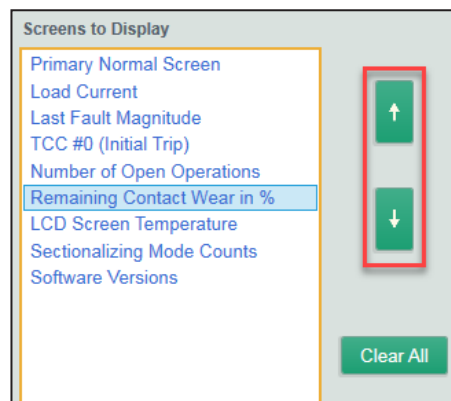 Screens to Display
Primary Normal Screen
Load Current
Last Fault Magnitude
TCC #0 (Initial Trip)
Number of Open Operations
Remaining Contact Wear in %
LCD Screen Temperature
Sectionalizing Mode Counts
Software Versions
Clear All